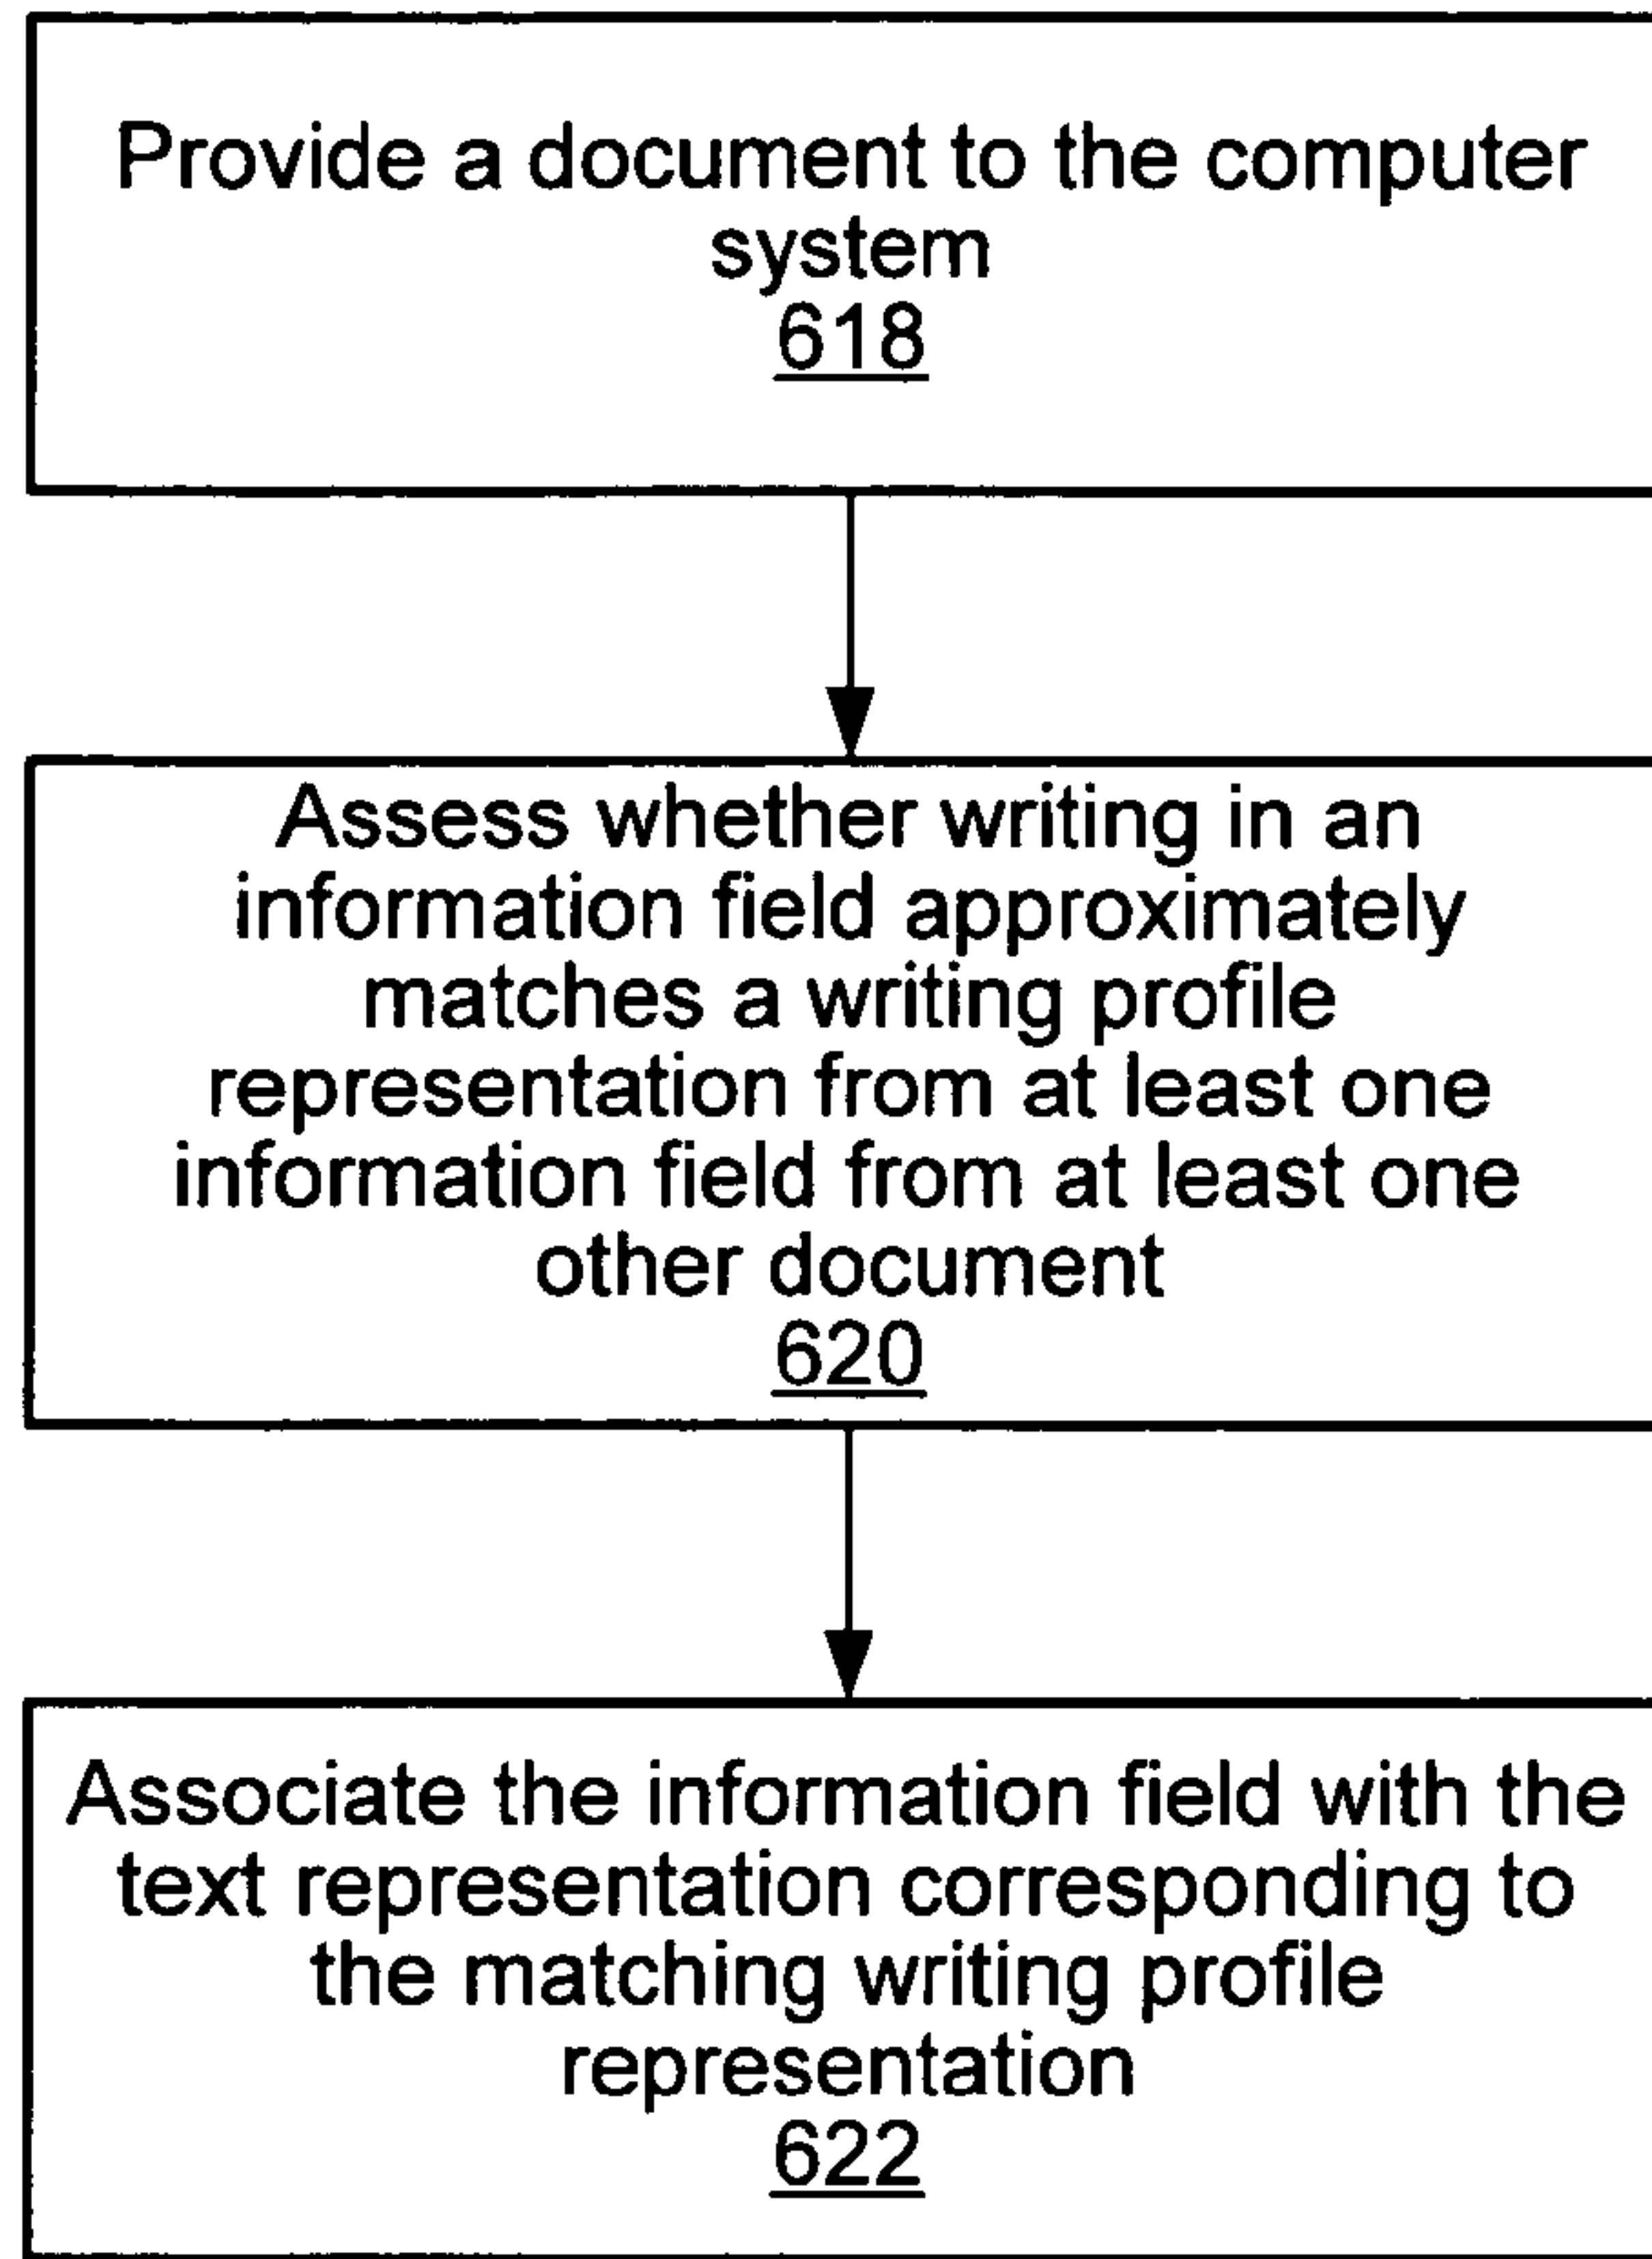 Provide a document to the computer
system
618
Assess whether writing in an
information field approximately
matches a writing profile
representation from at least one
information field from at least one
other document
620
Associate the information field with the
text representation corresponding to
the matching writing profile
representation
622